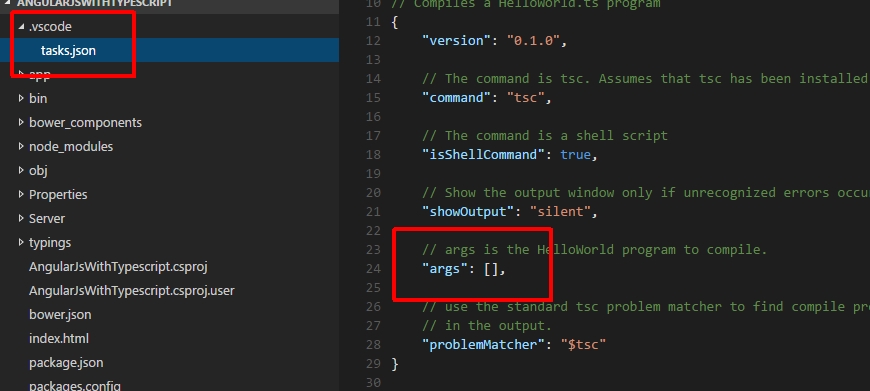 ANGULARJSWITHTYPESCRIPT
.vscode
tasks.json
app
bin
bower_components
node_modules
obj
Properties
Server
typings
AngularJsWithTypescript.csproj
AngularJsWithTypescript.csproj.user
bower.json
index.html
package.json
packages.config
10 // Compiles a HelloWorld.ts program
11 {
12 "version": "0.1.0",
13
14 // The command is tsc. Assumes that tsc has been installed
15 "command": "tsc",
16
17 // The command is a shell script
18 "isShellCommand": true,
19
20 // Show the output window only if unrecognized errors occu
21 "showOutput": "silent",
22
23 // args is the HelloWorld program to compile.
24 "args": [],
25
26 // use the standard tsc problem matcher to find compile pro
27 // in the output.
28 "problemMatcher": "$tsc"
29 }
30